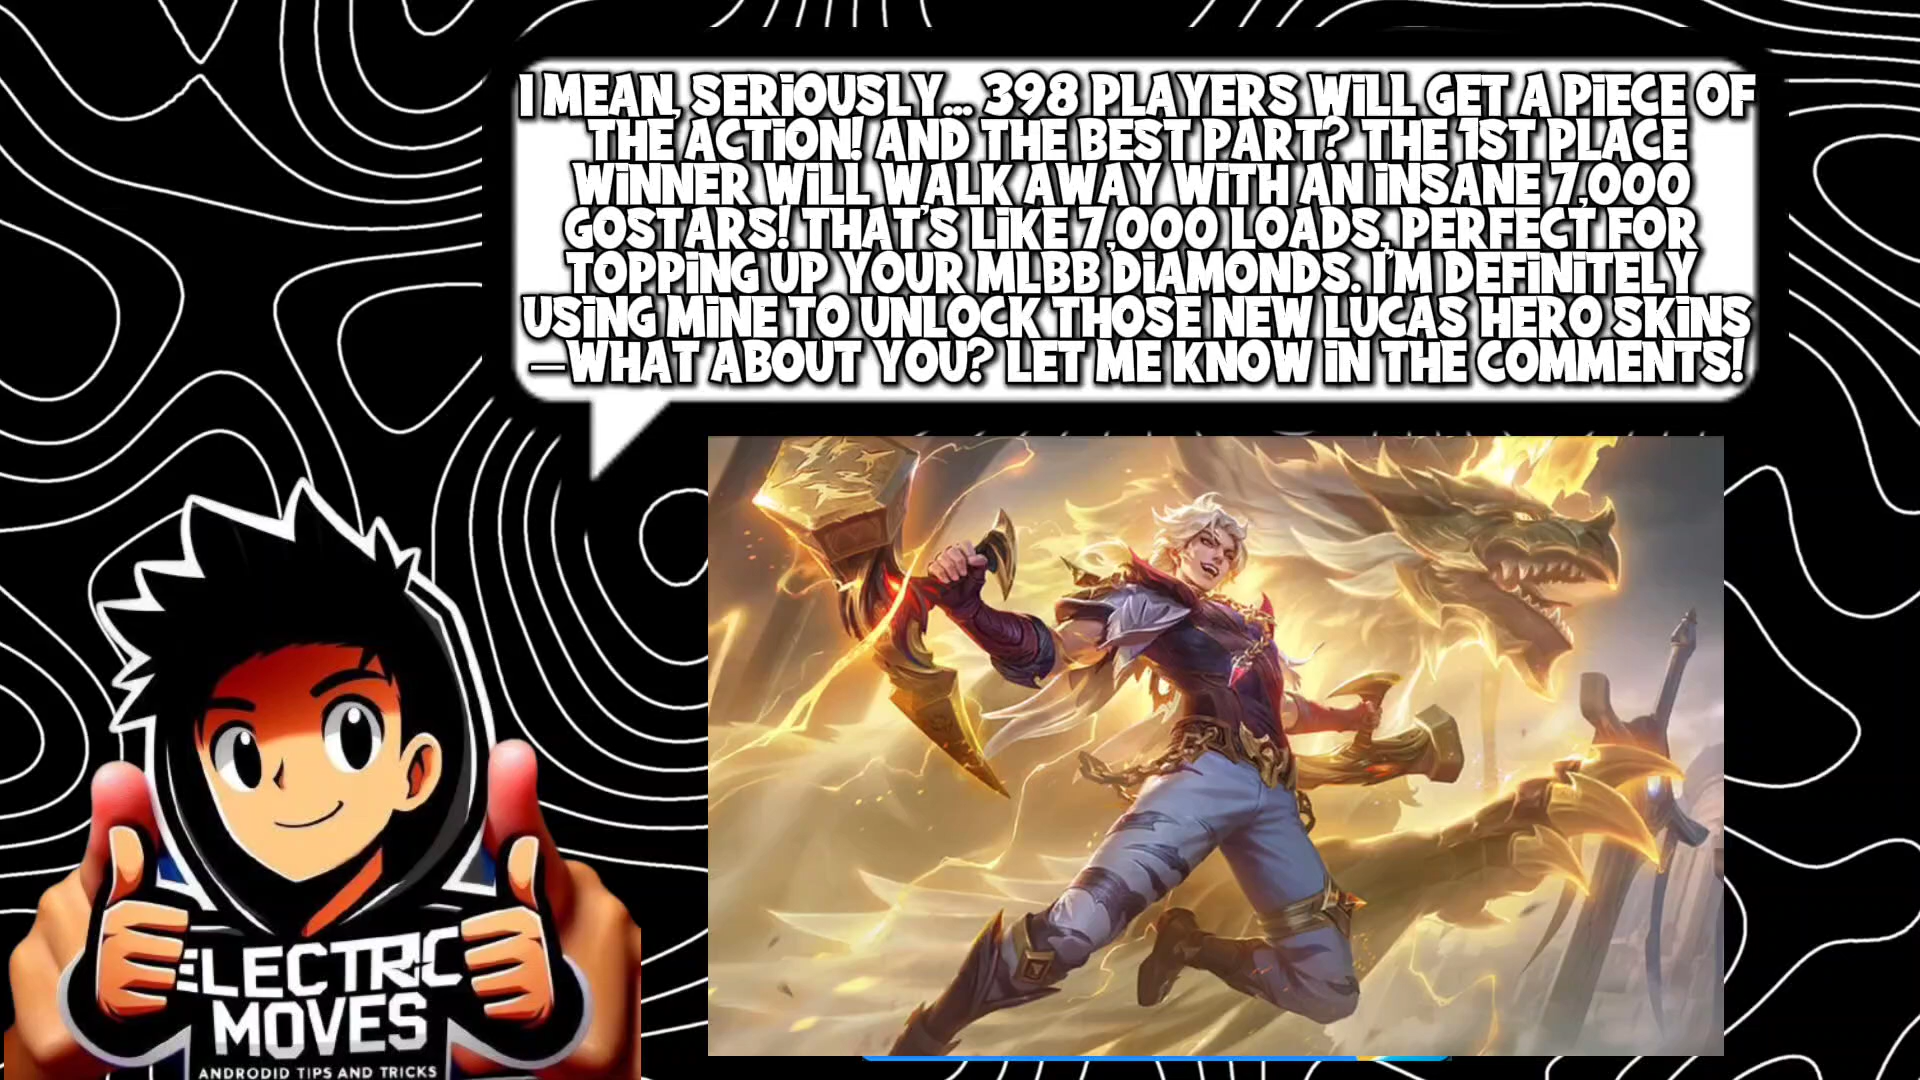 I MEAN, SERIOUSLY... 398 PLAYERS WILL GET A PIECE OF
THE ACTION! AND THE BEST PART? THE 1ST PLACE
WINNER WILL WALK AWAY WITH AN INSANE 7,000
GOSTARS! THAT'S LIKE 7,000 LOADS, PERFECT FOR
TOPPING UP YOUR MLBB DIAMONDS. I'M DEFINITELY
USING MINE TO UNLOCK THOSE NEW LUCAS HERO SKINS
—WHAT ABOUT YOU? LET ME KNOW IN THE COMMENTS!
ELECTRIC
MOVES
ANDRODID TIPS AND TRICKS